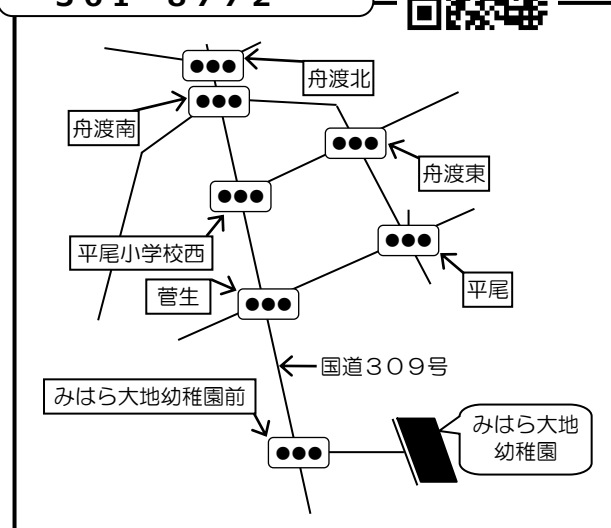 舟渡北
舟渡南
舟渡東
平尾小学校西
菅生
平尾
国道309号
みはら大地幼稚園前
みはら大地
幼稚園